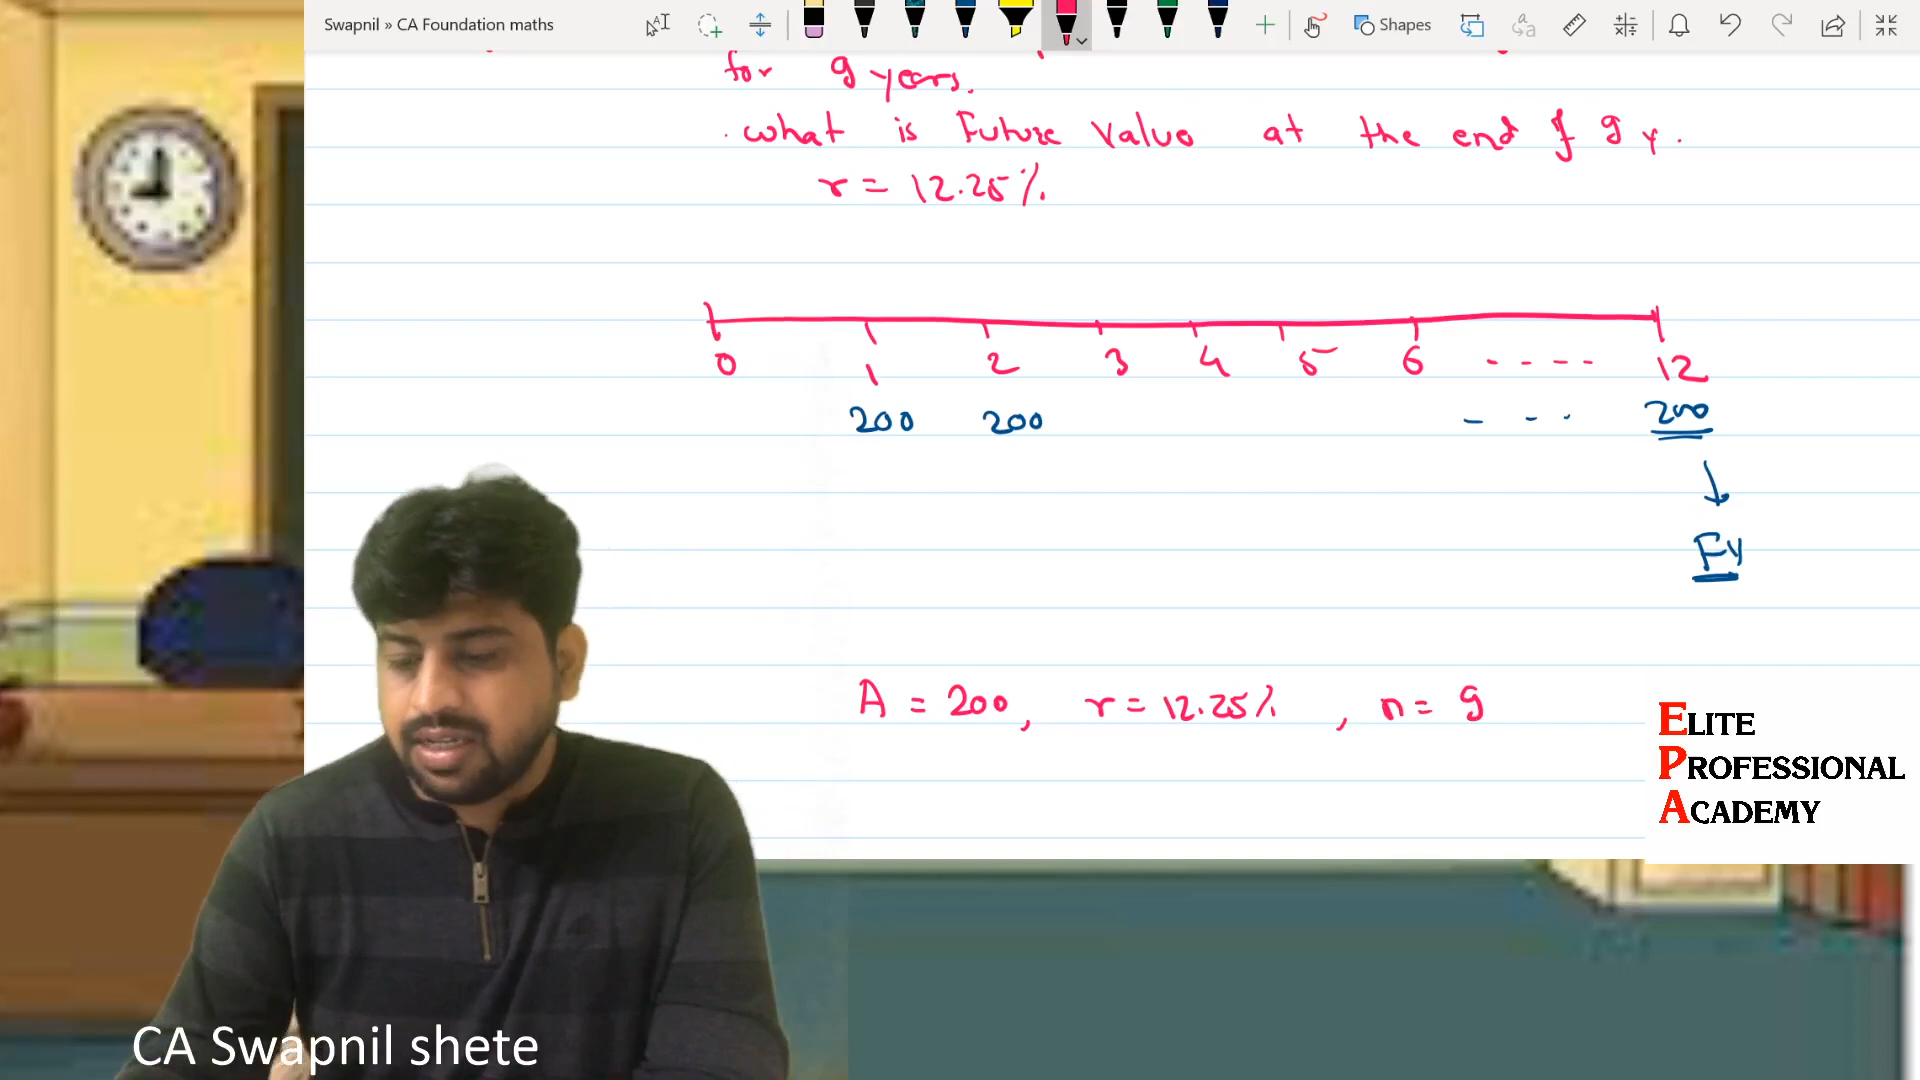 Swapnil » CA Foundation maths
Shapes
for 9 years.
what is Future Value at the end of 9 y.
r = 12.25%
0 1 2 3 4 5 6 - - - - 12
200 200 - - - 200
FV
A = 200, r = 12.25% , n = 9
ELITE
PROFESSIONAL
ACADEMY
CA Swapnil shete